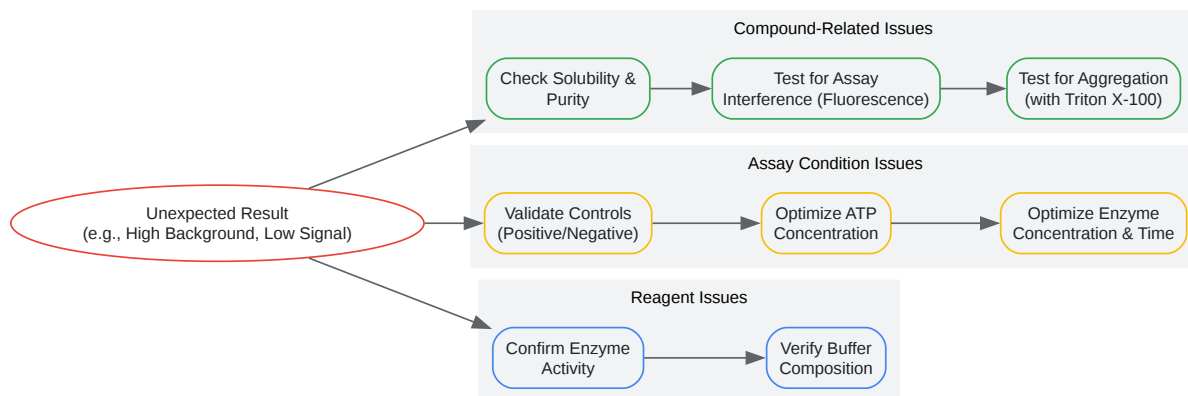 Compound-Related Issues
Check Solubility &
Purity
Test for Assay
Interference (Fluorescence)
Test for Aggregation
(with Triton X-100)
Assay Condition Issues
Unexpected Result
(e.g., High Background, Low Signal)
Validate Controls
(Positive/Negative)
Optimize ATP
Concentration
Optimize Enzyme
Concentration & Time
Reagent Issues
Confirm Enzyme
Activity
Verify Buffer
Composition